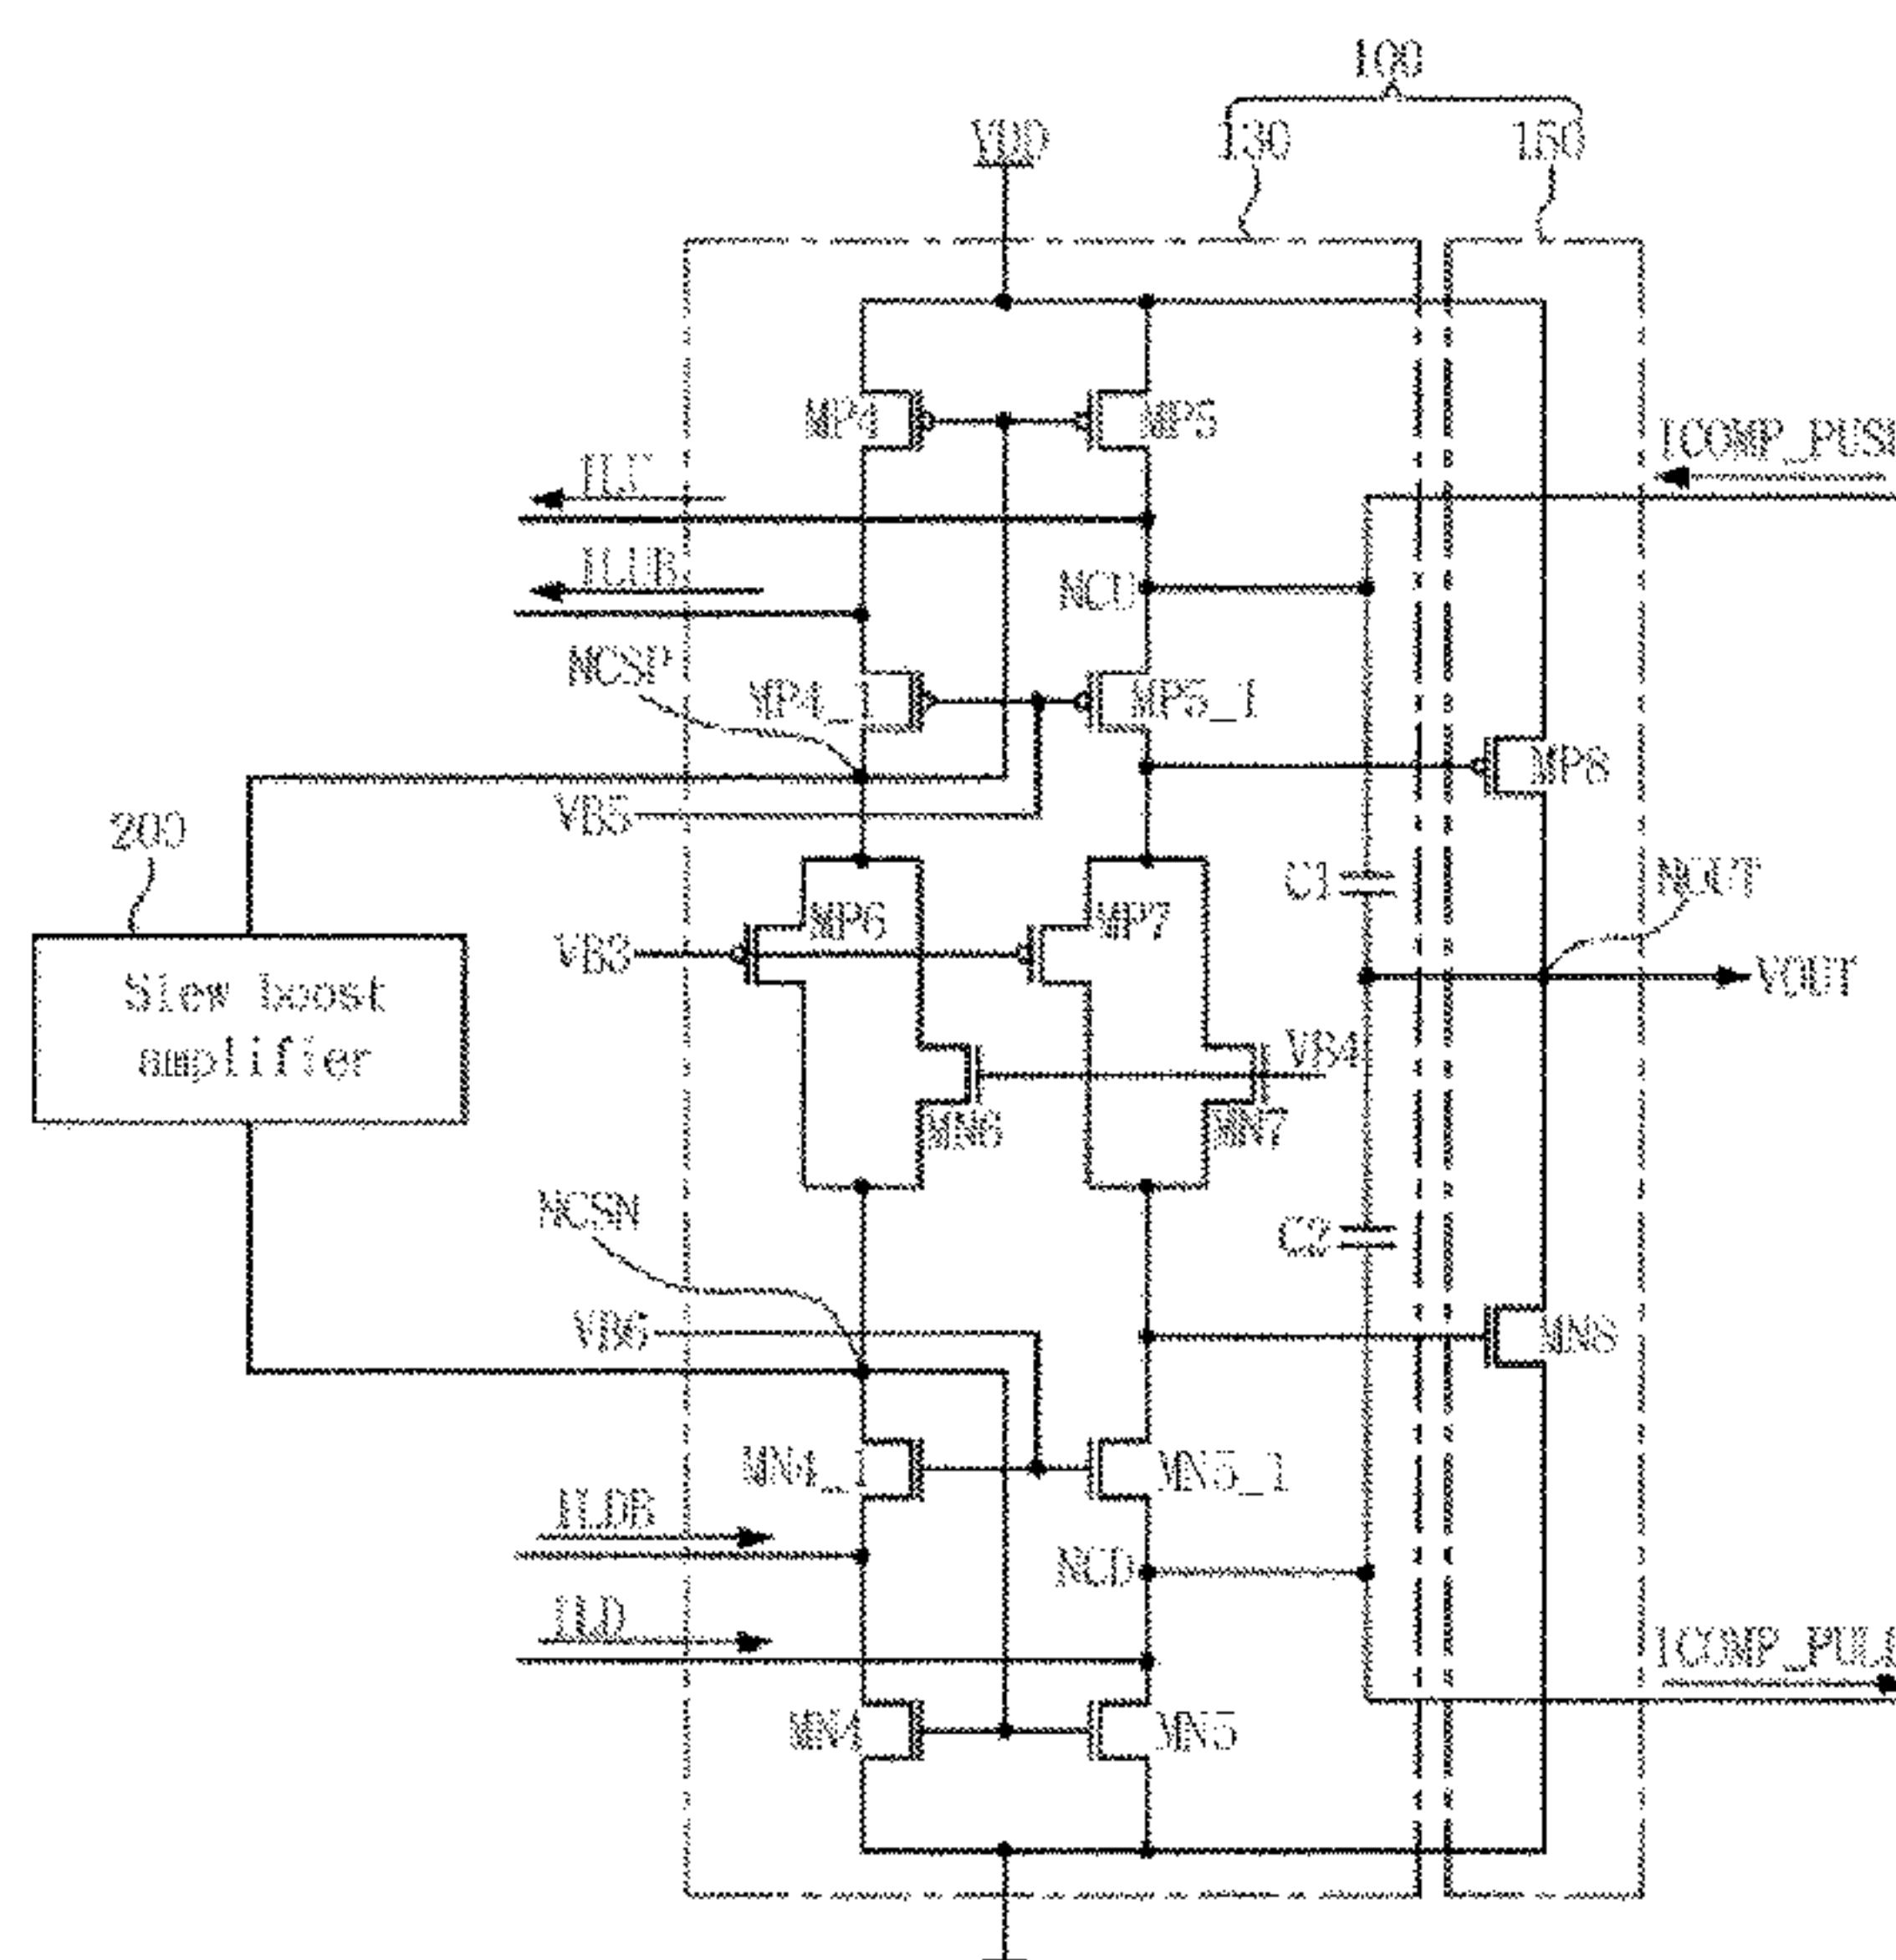 100
VDD
130
150
MP4
MP5
ILU
ILUB
NCU
NCSP
MP4_1
MP5_1
MP8
VB5
200
C1
NOUT
VB3
MP6
MP7
VOUT
Slew boost
amplifier
VB4
MN6
MN7
NCSN
C2
VB6
MN8
MN4_1
MN5_1
ILDB
NCD
ILD
MN4
MN5